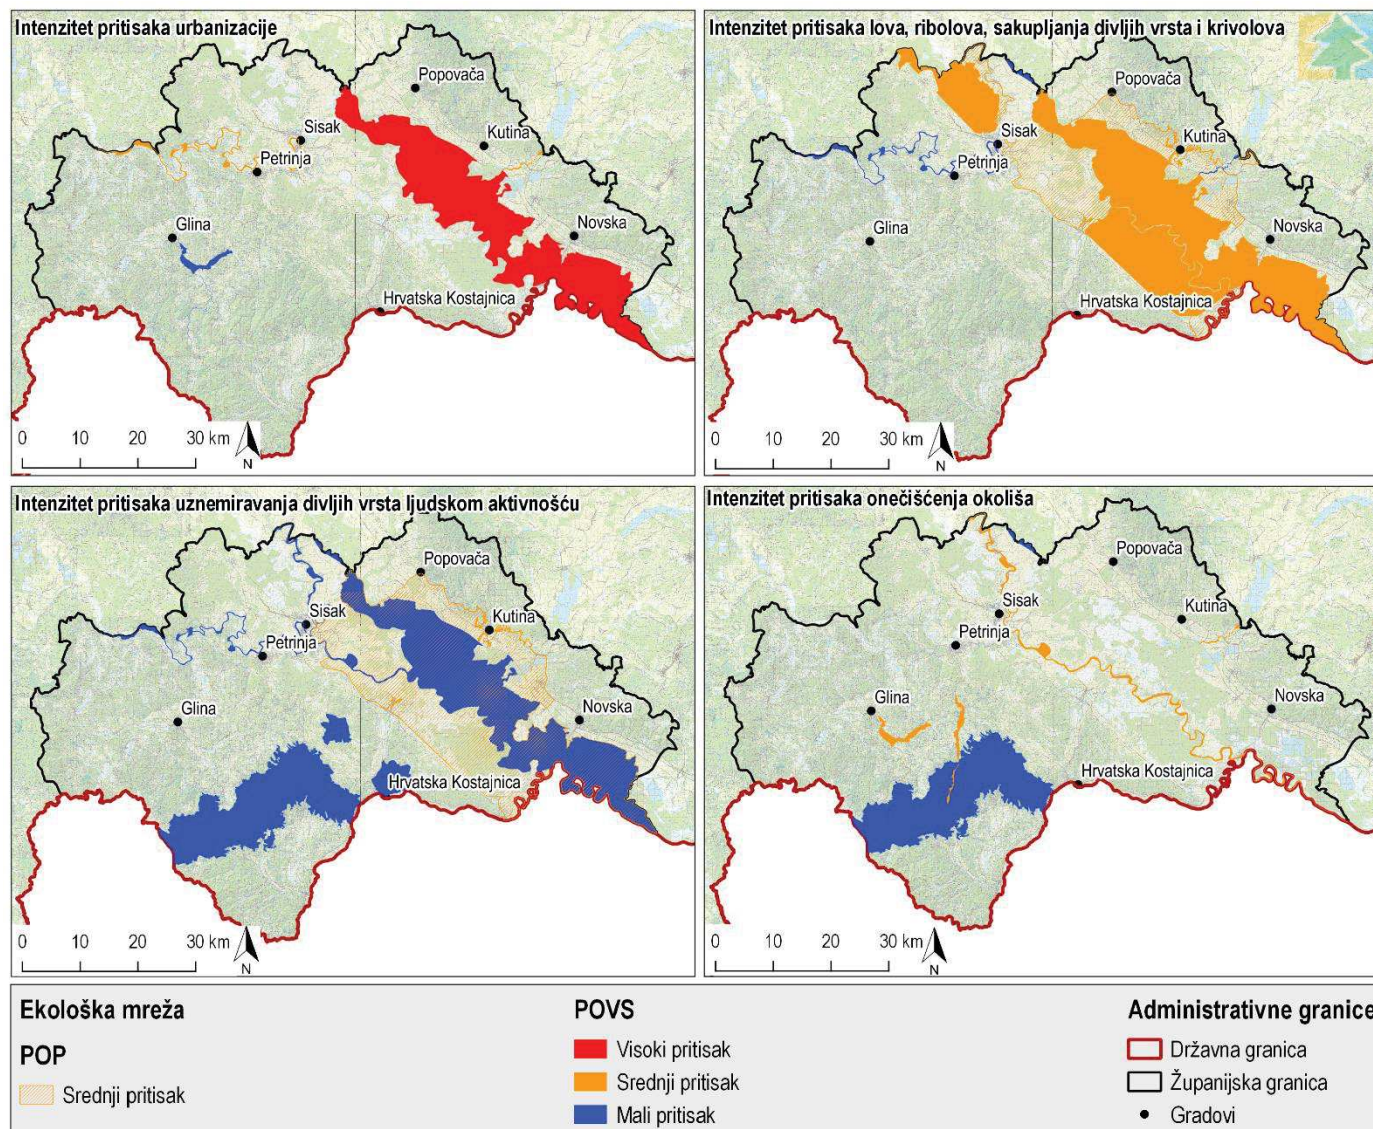 Intenzitet pritisaka urbanizacije
Popovača
Sisak
Kutina
Petrinja
Glina
Novska
Hrvatska Kostajnica
0 10 20 30 km
N
Intenzitet pritisaka lova, ribolova, sakupljanja divljih vrsta i krivolova
Popovača
Sisak
Kutina
Petrinja
Glina
Novska
Hrvatska Kostajnica
0 10 20 30 km
N
Intenzitet pritisaka uznemiravanja divljih vrsta ljudskom aktivnošću
Popovača
Sisak
Kutina
Petrinja
Glina
Novska
Hrvatska Kostajnica
0 10 20 30 km
N
Intenzitet pritisaka onečišćenja okoliša
Popovača
Sisak
Kutina
Petrinja
Glina
Novska
Hrvatska Kostajnica
0 10 20 30 km
N
Ekološka mreža
POP
Srednji pritisak
POVS
Visoki pritisak
Srednji pritisak
Mali pritisak
Administrativne granice
Državna granica
Županijska granica
Gradovi